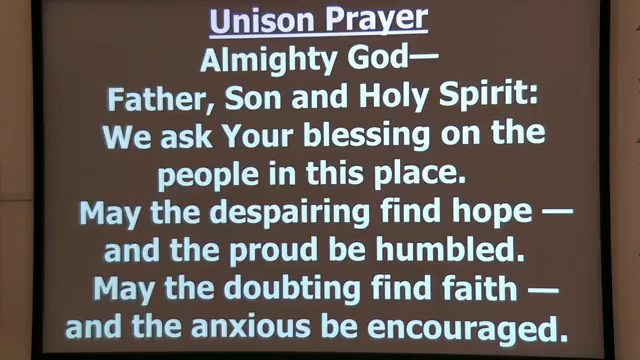 Unison Prayer
Almighty God—
Father, Son and Holy Spirit:
We ask Your blessing on the
people in this place.
May the despairing find hope —
and the proud be humbled.
May the doubting find faith —
and the anxious be encouraged.